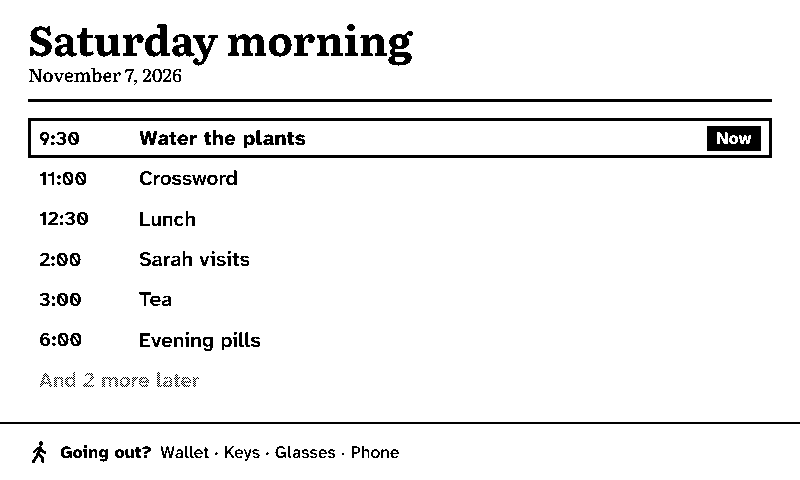 Saturday morning
November 7, 2026
9:30 Water the plants Now
11:00 Crossword
12:30 Lunch
2:00 Sarah visits
3:00 Tea
6:00 Evening pills
And 2 more later
Going out? Wallet · Keys · Glasses · Phone